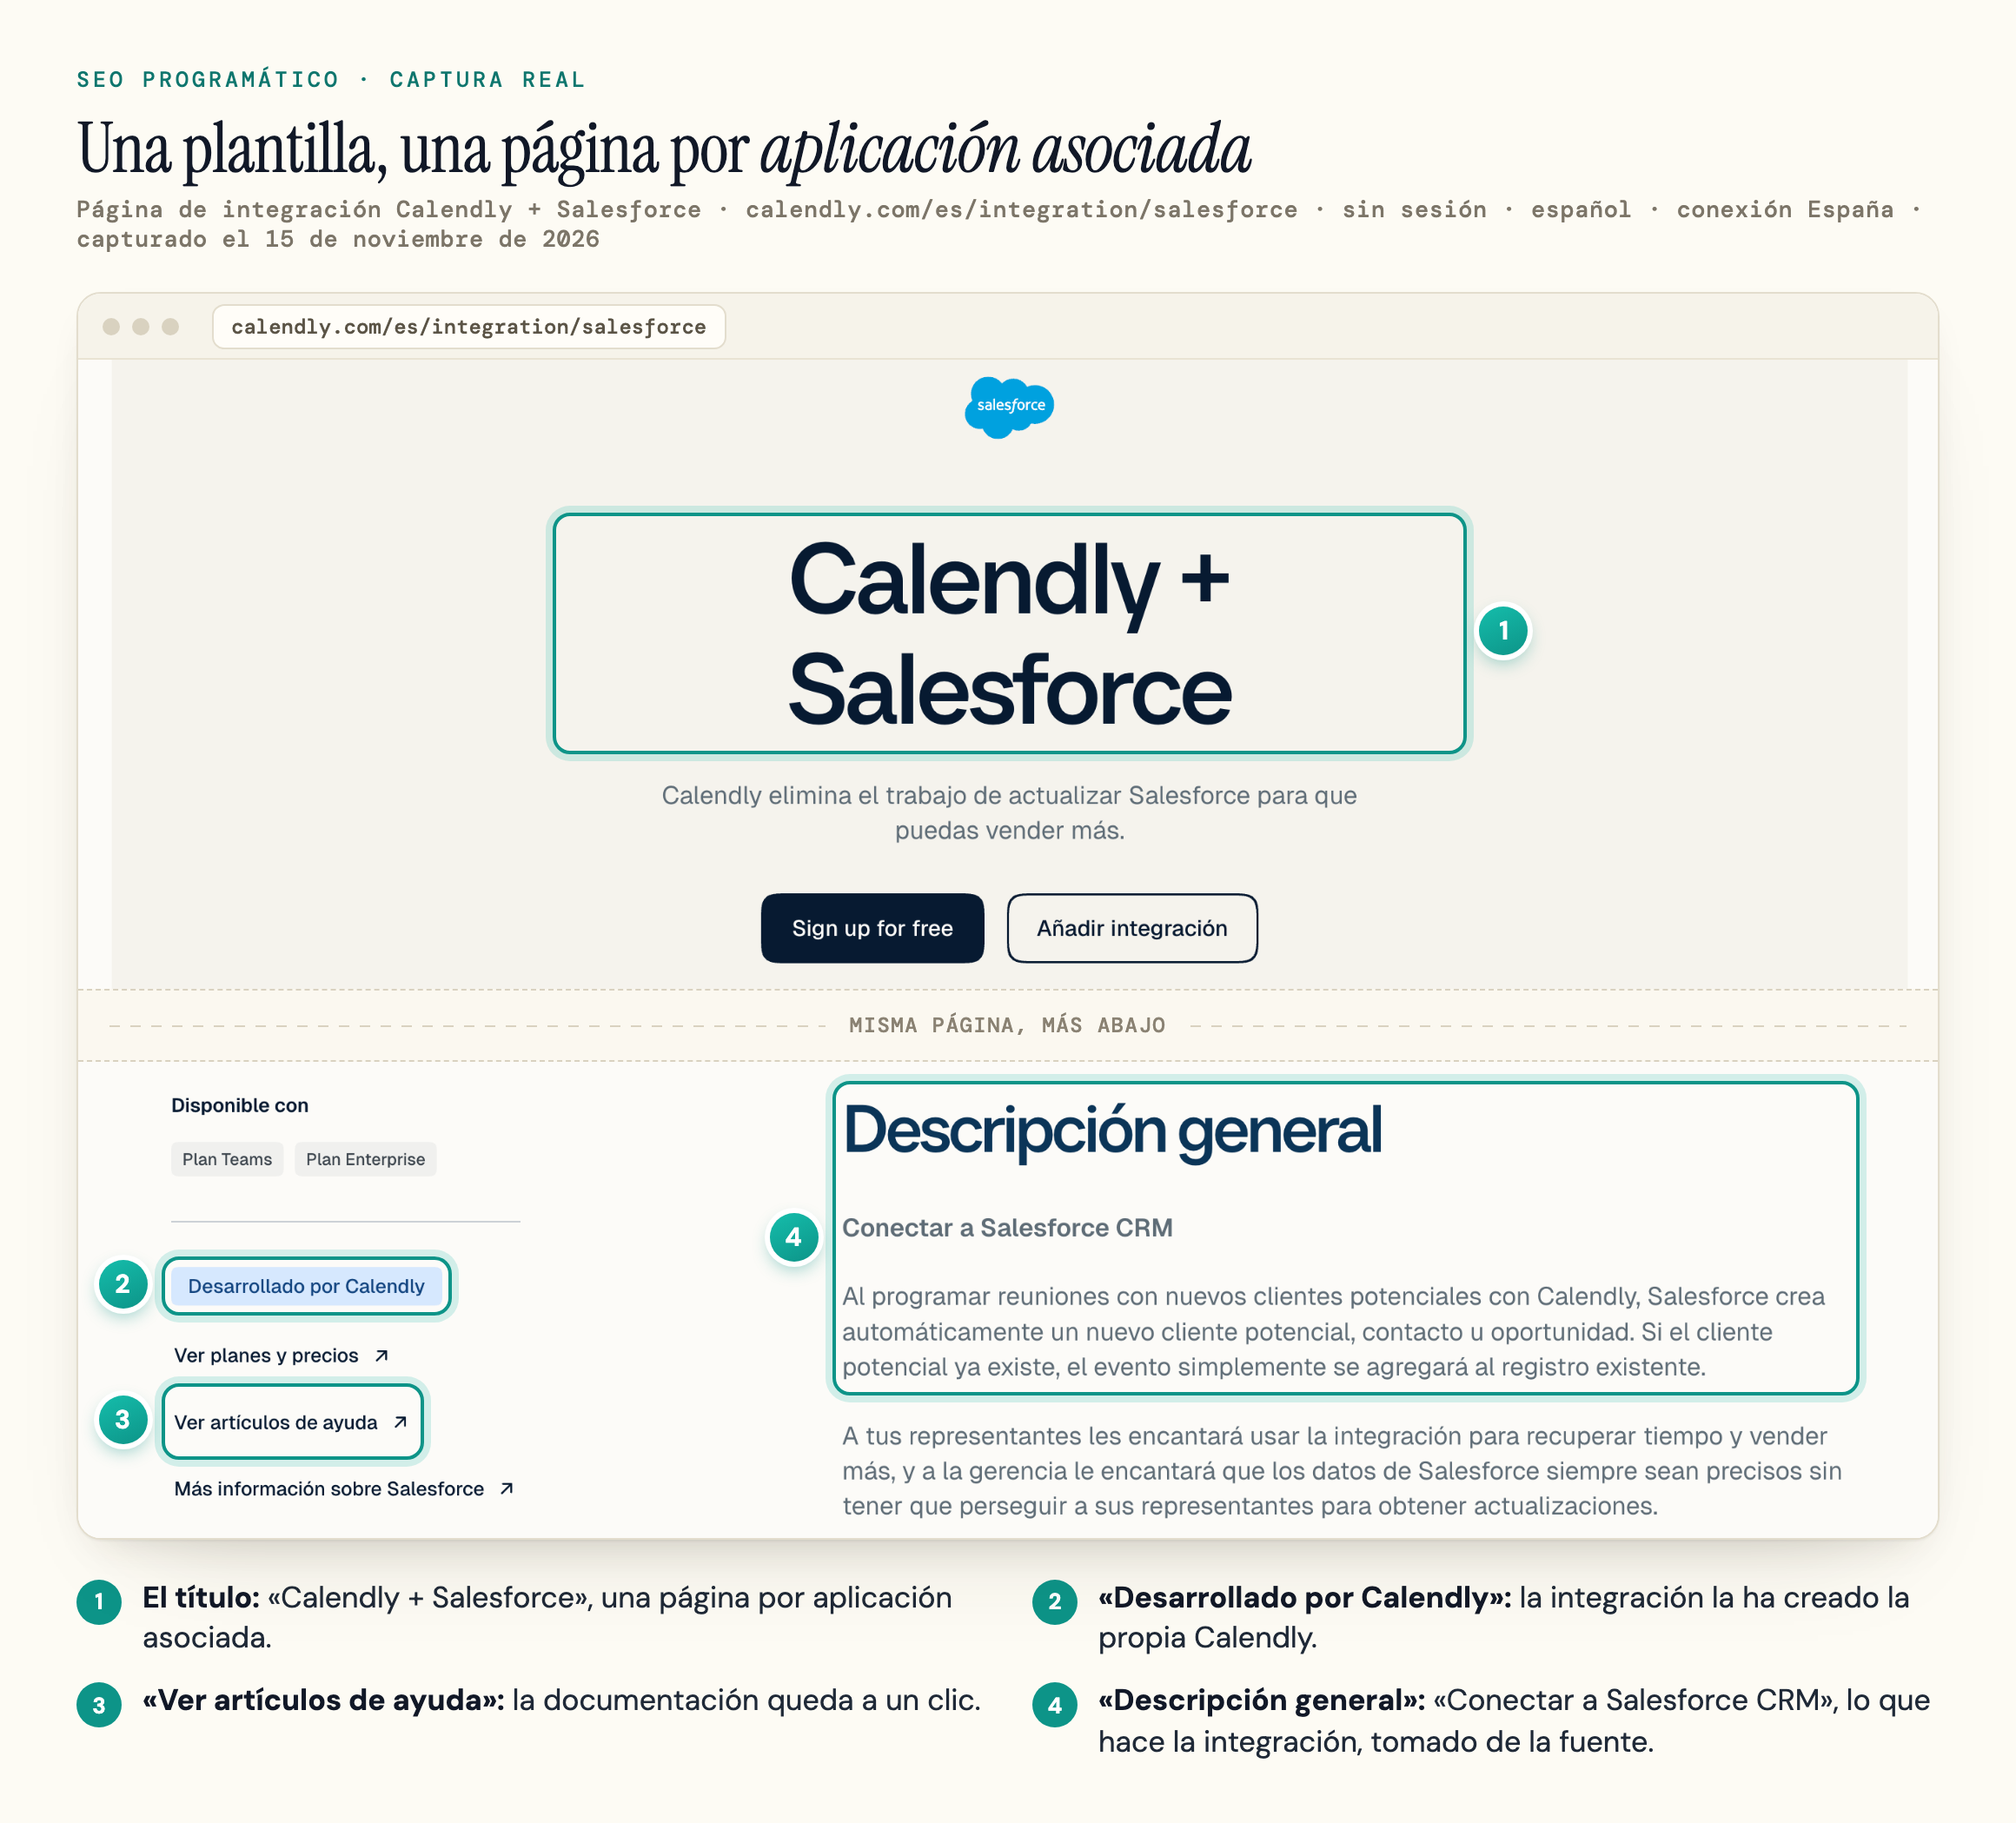 SEO PROGRAMÁTICO · CAPTURA REAL
Una plantilla, una página por aplicación asociada
Página de integración Calendly + Salesforce · calendly.com/es/integration/salesforce · sin sesión · español · conexión España ·
capturado el 15 de noviembre de 2026
calendly.com/es/integration/salesforce
salesforce
Calendly +
Salesforce
1
Calendly elimina el trabajo de actualizar Salesforce para que
puedas vender más.
Sign up for free
Añadir integración
MISMA PÁGINA, MÁS ABAJO
Disponible con
Plan Teams
Plan Enterprise
2
Desarrollado por Calendly
Ver planes y precios ↗
3
Ver artículos de ayuda ↗
Más información sobre Salesforce ↗
4
Descripción general
Conectar a Salesforce CRM
Al programar reuniones con nuevos clientes potenciales con Calendly, Salesforce crea
automáticamente un nuevo cliente potencial, contacto u oportunidad. Si el cliente
potencial ya existe, el evento simplemente se agregará al registro existente.
A tus representantes les encantará usar la integración para recuperar tiempo y vender
más, y a la gerencia le encantará que los datos de Salesforce siempre sean precisos sin
tener que perseguir a sus representantes para obtener actualizaciones.
1 El título: «Calendly + Salesforce», una página por aplicación
asociada.
2 «Desarrollado por Calendly»: la integración la ha creado la
propia Calendly.
3 «Ver artículos de ayuda»: la documentación queda a un clic.
4 «Descripción general»: «Conectar a Salesforce CRM», lo que
hace la integración, tomado de la fuente.